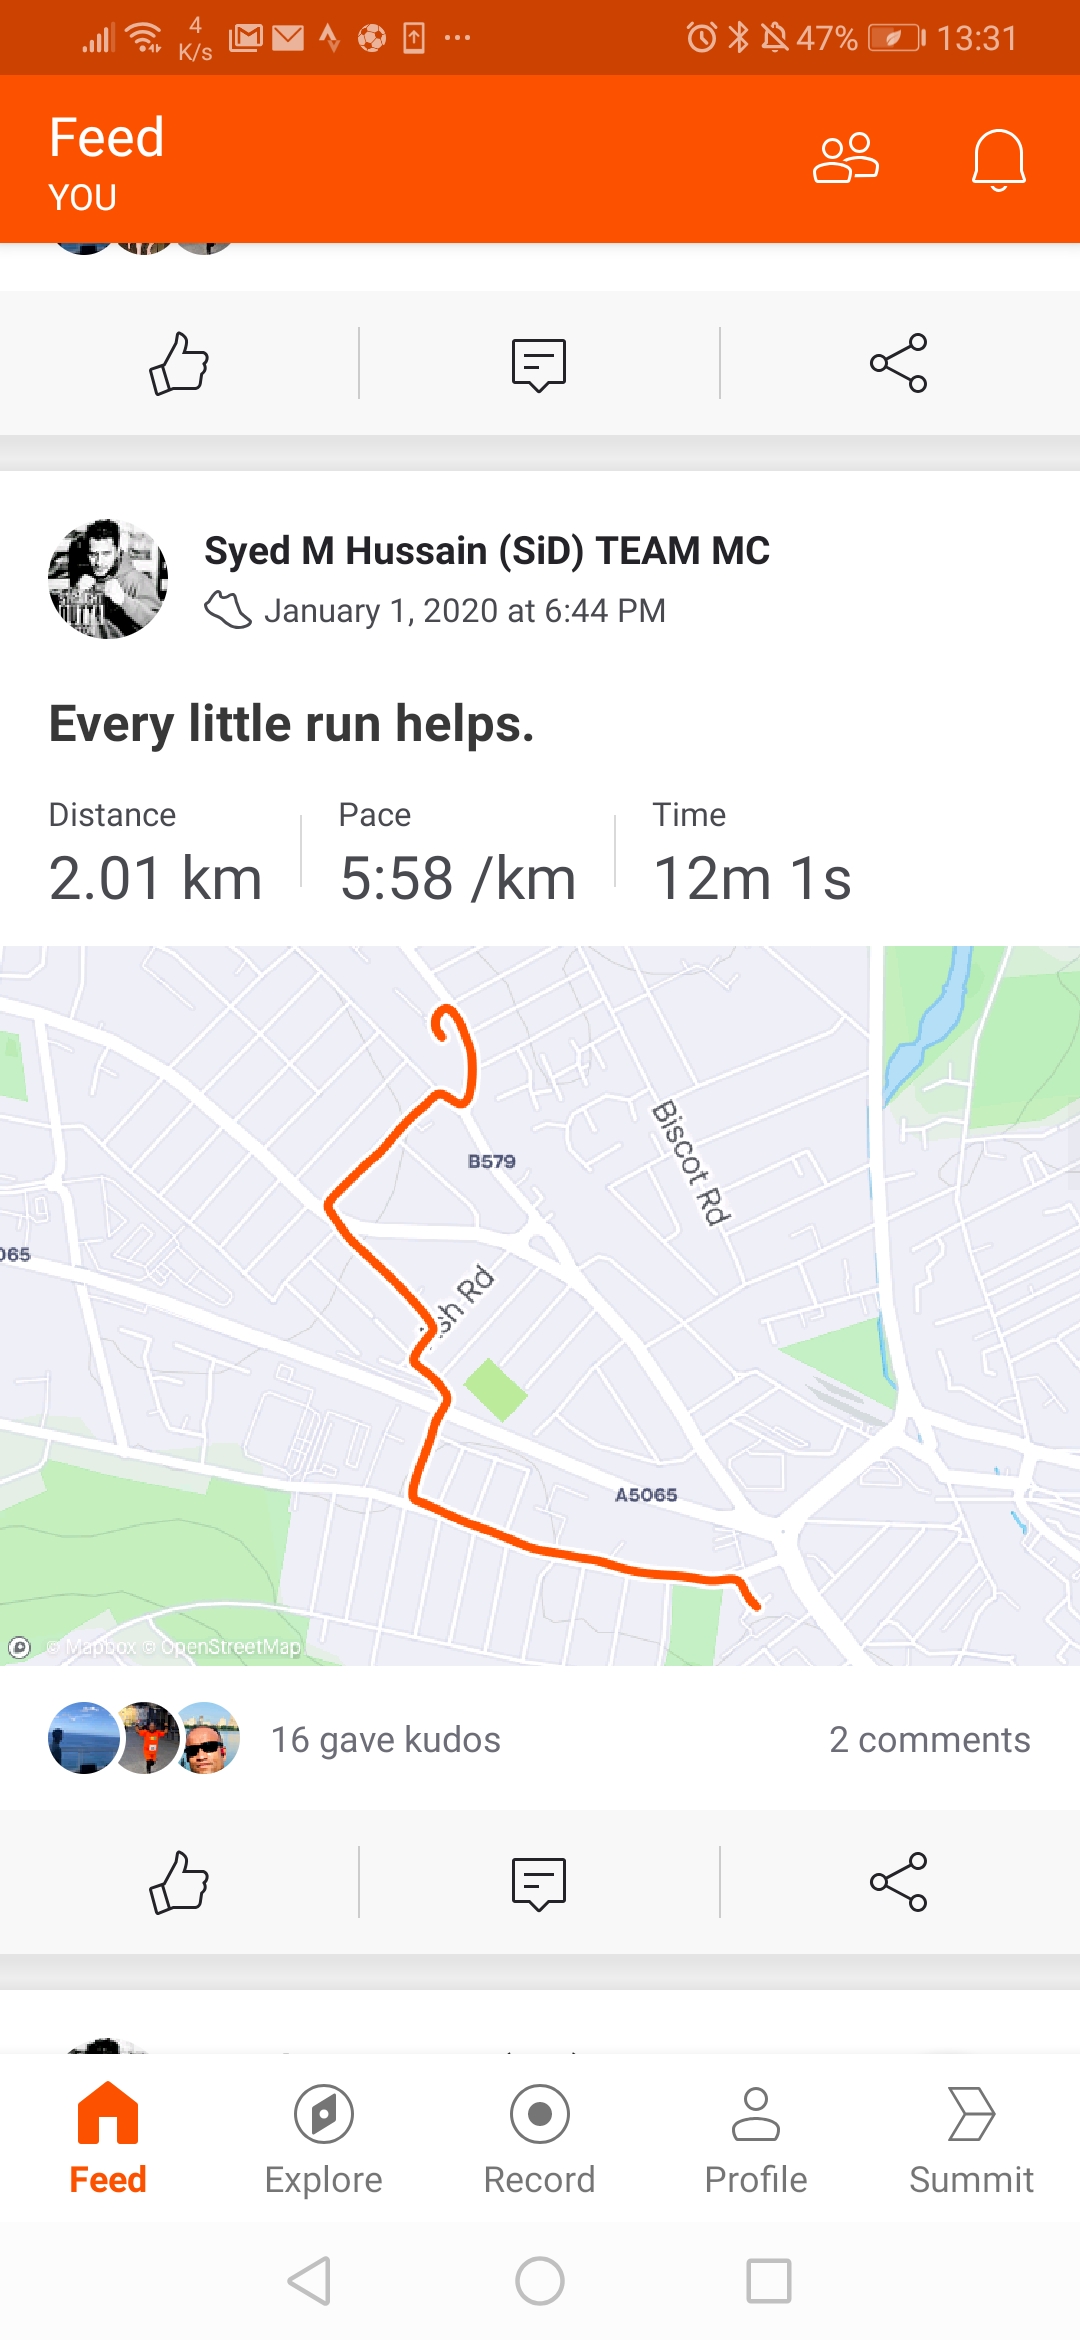 4
K/s
47%
13:31
Feed
YOU
Syed M Hussain (SiD) TEAM MC
January 1, 2020 at 6:44 PM
Every little run helps.
Distance Pace Time
2.01 km 5:58 /km 12m 1s
B579
Biscot Rd
065
sh Rd
A5065
© Mapbox © OpenStreetMap
16 gave kudos 2 comments
Feed Explore Record Profile Summit